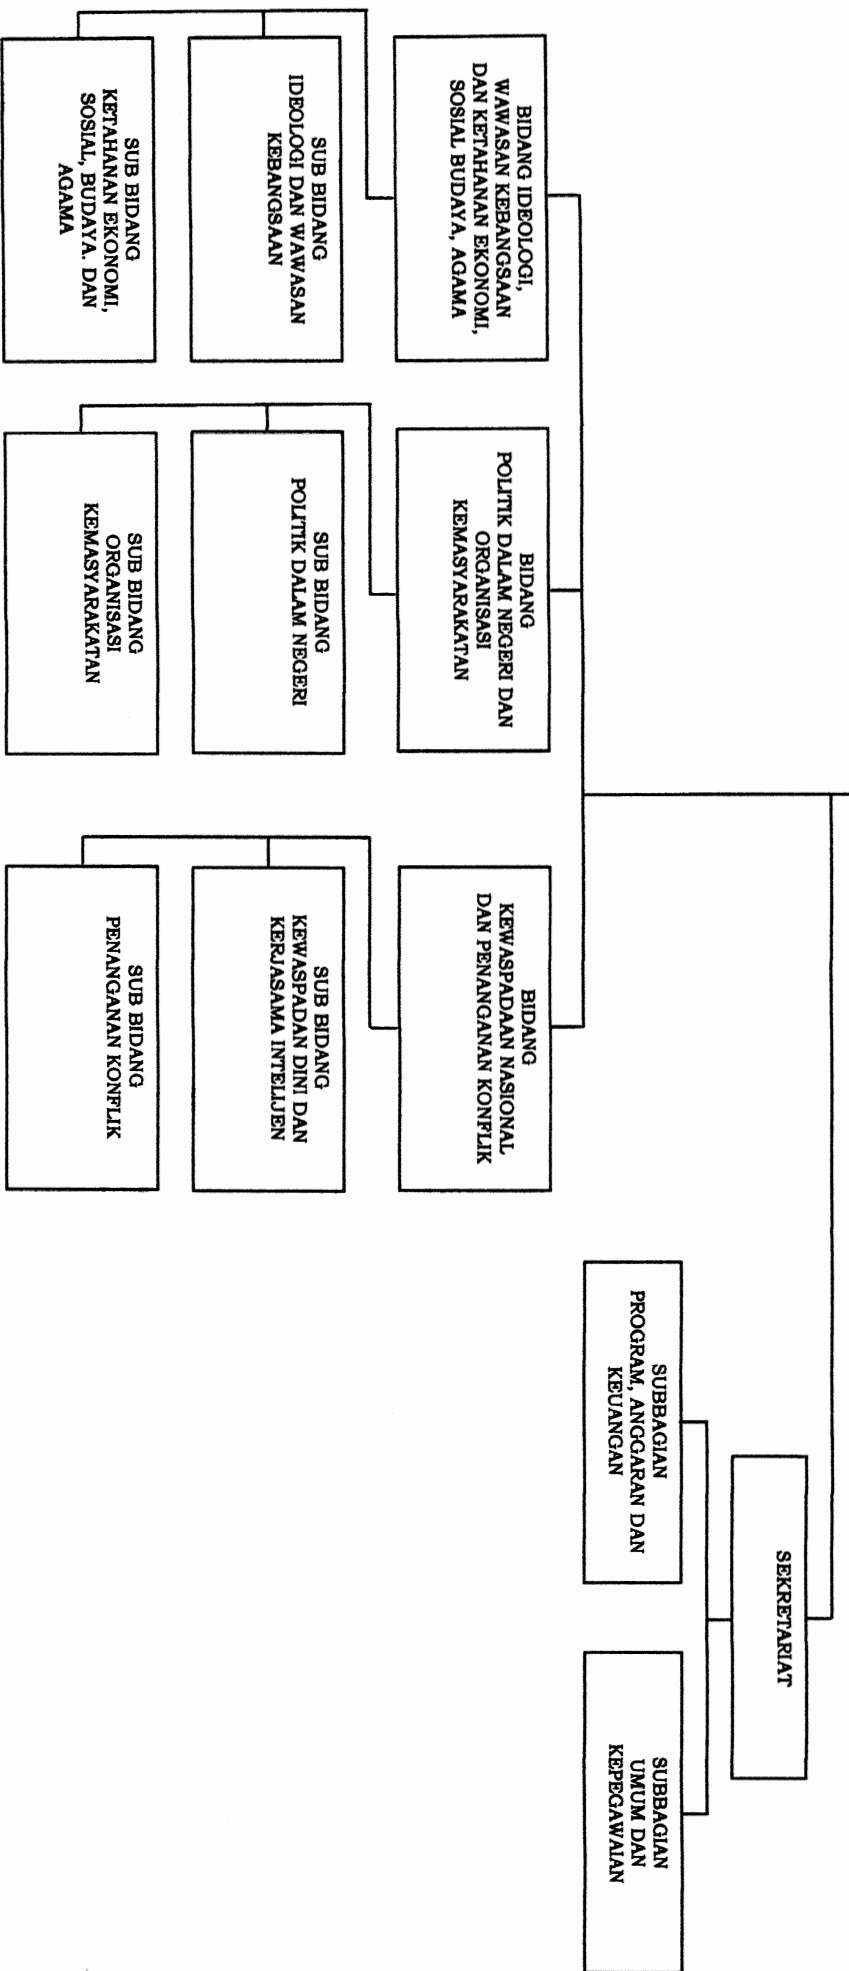 SEKRETARIAT
SUBBAGIAN
PROGRAM, ANGGARAN DAN
KEUANGAN
SUBBAGIAN
UMUM DAN
KEPEGAWAIAN
BIDANG IDEOLOGI,
WAWASAN KEBANGSAAN
DAN KETAHANAN EKONOMI,
SOSIAL BUDAYA, AGAMA
BIDANG
POLITIK DALAM NEGERI DAN
ORGANISASI
KEMASYARAKATAN
BIDANG
KEWASPADAAN NASIONAL
DAN PENANGANAN KONFLIK
SUB BIDANG
IDEOLOGI DAN WAWASAN
KEBANGSAAN
SUB BIDANG
POLITIK DALAM NEGERI
SUB BIDANG
KEWASPADAN DINI DAN
KERJASAMA INTELIJEN
SUB BIDANG
KETAHANAN EKONOMI,
SOSIAL, BUDAYA. DAN
AGAMA
SUB BIDANG
ORGANISASI
KEMASYARAKATAN
SUB BIDANG
PENANGANAN KONFLIK